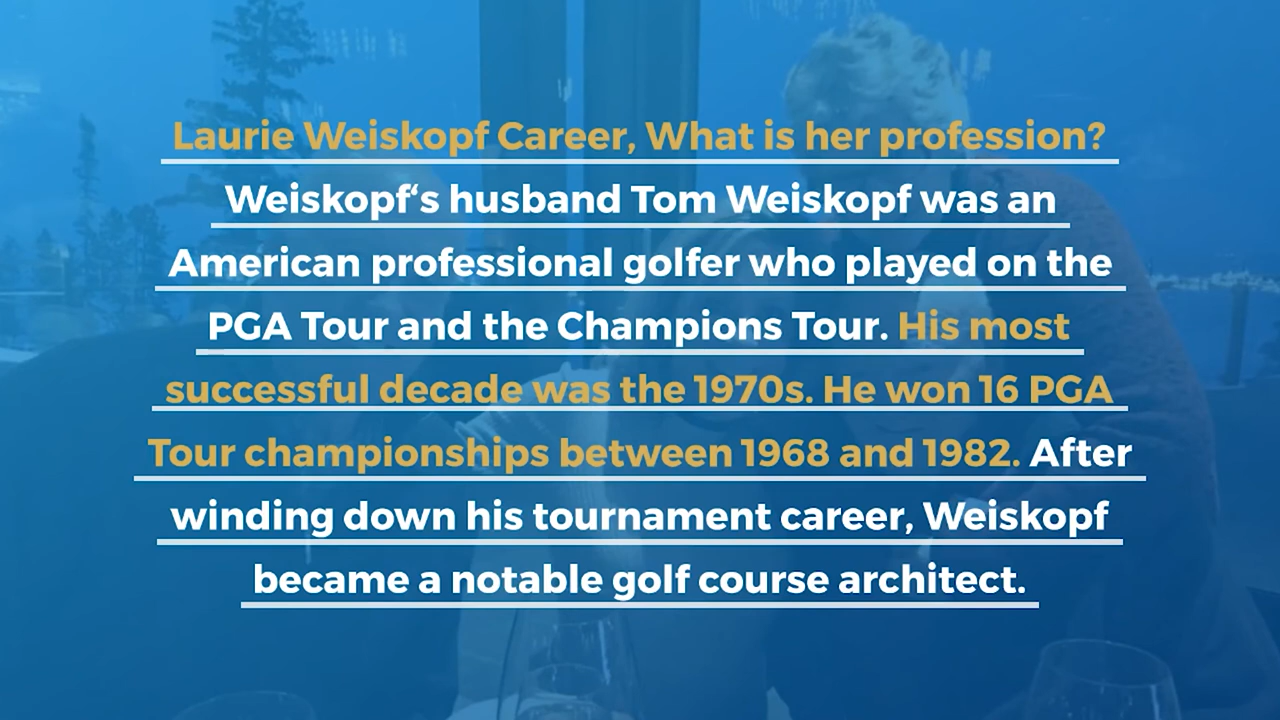 Laurie Weiskopf Career, What is her profession?
Weiskopf‘s husband Tom Weiskopf was an
American professional golfer who played on the
PGA Tour and the Champions Tour. His most
successful decade was the 1970s. He won 16 PGA
Tour championships between 1968 and 1982. After
winding down his tournament career, Weiskopf
became a notable golf course architect.